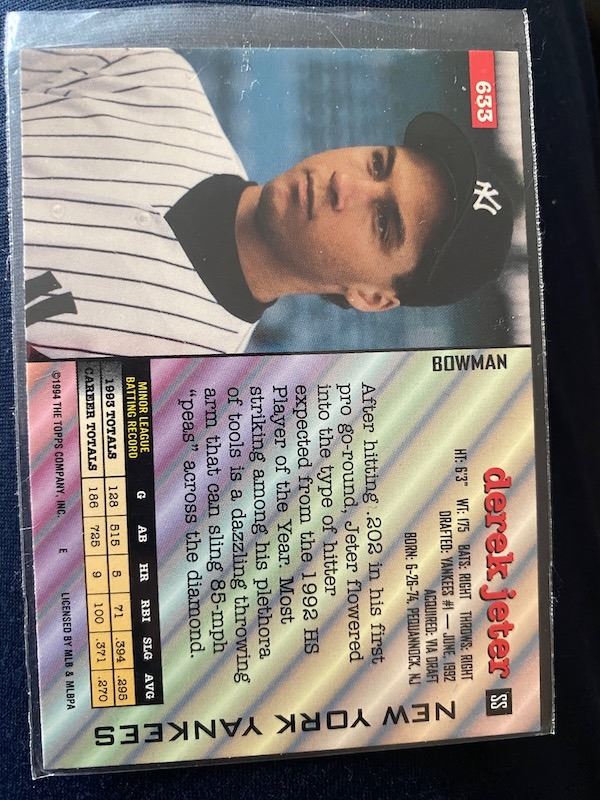 633
BOWMAN
derek jeter SS
HT: 6'3" WT: 175 BATS: RIGHT THROWS: RIGHT
DRAFTED: YANKEES #1 — JUNE, 1992
ACQUIRED: VIA DRAFT
BORN: 6-26-74, PEQUANNOCK, NJ
After hitting .202 in his first
pro go-round, Jeter flowered
into the type of hitter
expected from the 1992 HS
Player of the Year. Most
striking among his plethora
of tools is a dazzling throwing
arm that can sling 85-mph
"peas" across the diamond.
MINOR LEAGUE
BATTING RECORD G AB HR RBI SLG AVG
1993 TOTALS 128 515 5 71 .394 .295
CAREER TOTALS 186 725 9 100 .371 .270
©1994 THE TOPPS COMPANY, INC. E LICENSED BY MLB & MLBPA
NEW YORK YANKEES
NY